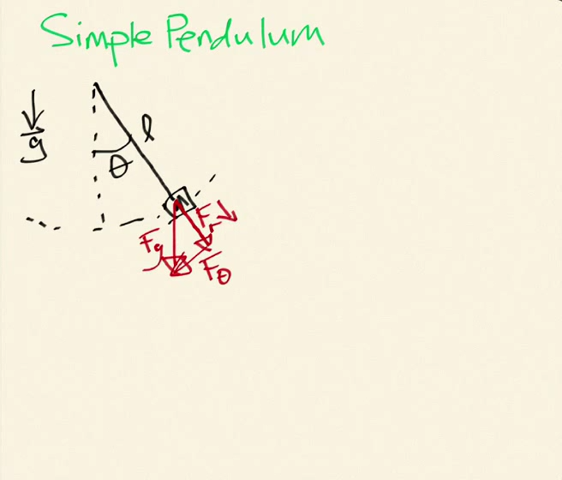 Simple Pendulum
g
l
θ
m
Fg
Fr
Fθ